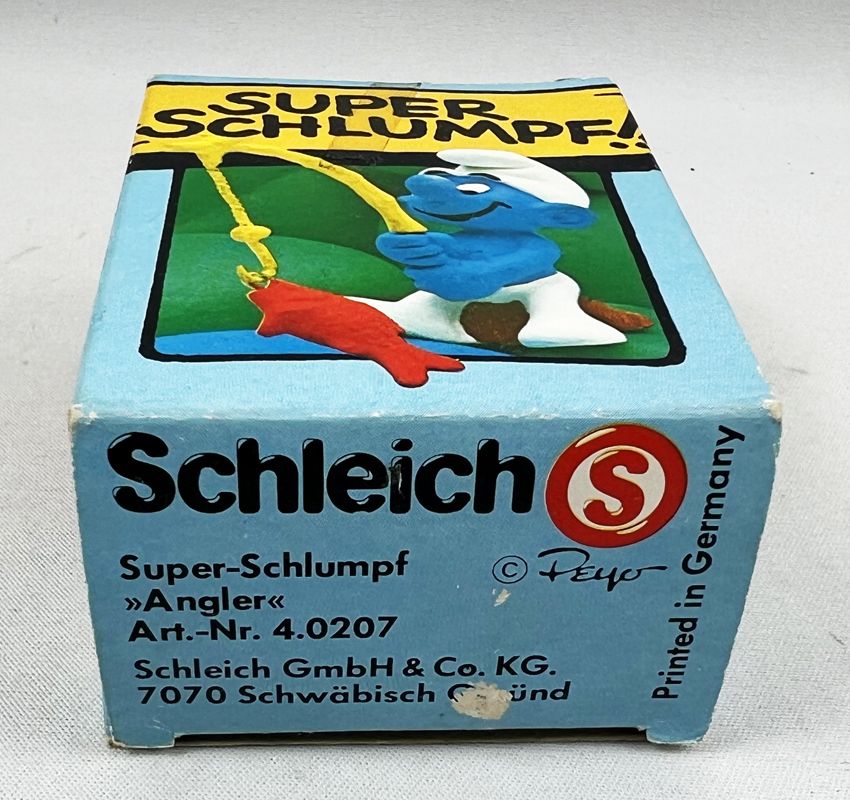 SUPER
SCHLUMPF!
Schleich S
Super-Schlumpf
»Angler«
Art.-Nr. 4.0207
© Peyo
Schleich GmbH & Co. KG.
7070 Schwäbisch
Printed in Germany